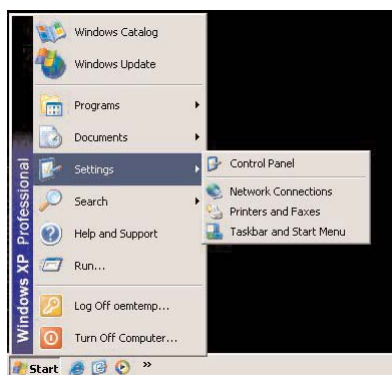 Windows Catalog
Windows Update
Programs
Documents
Settings
Control Panel
Network Connections
Printers and Faxes
Taskbar and Start Menu
Search
Help and Support
Run...
Log Off oemtemp...
Turn Off Computer...
Windows XP Professional
Start
»